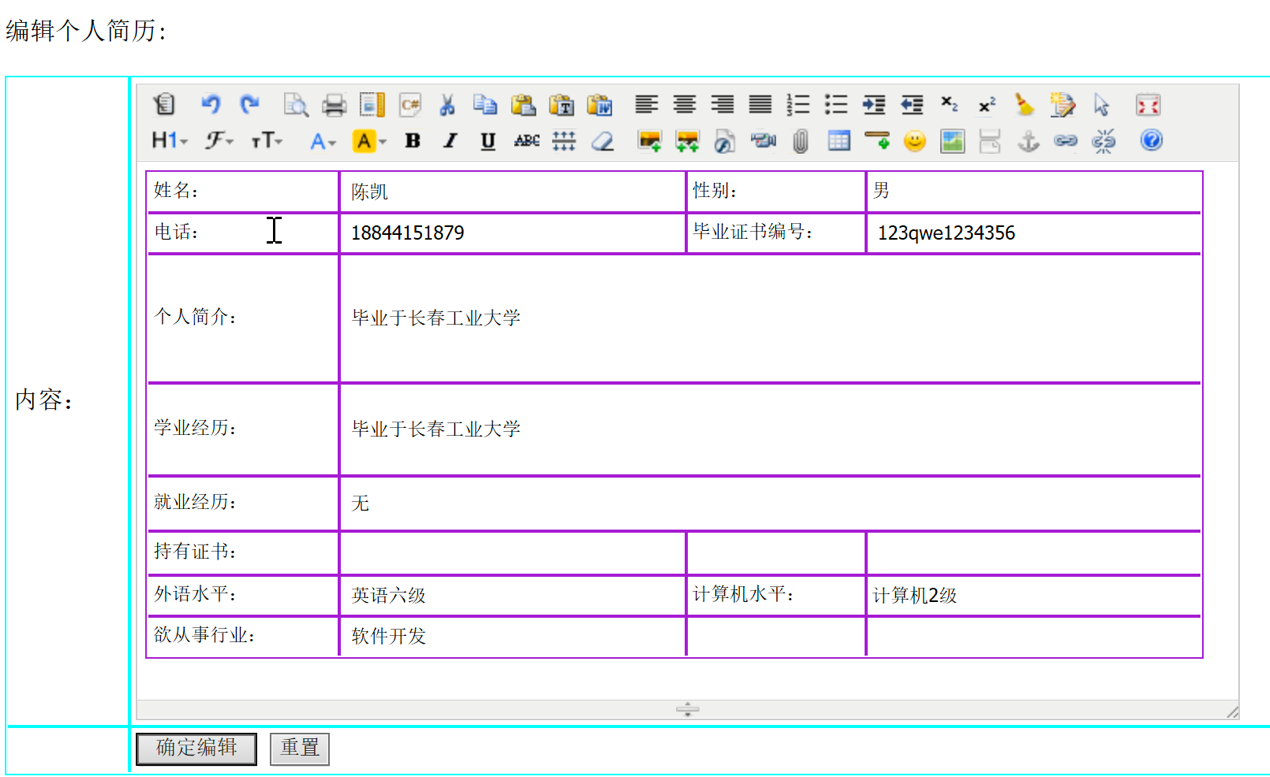 编辑个人简历:
C#
T
W
x₂ x²
H1 F TT A A B I U ABC
姓名： 陈凯 性别： 男
电话： 18844151879 毕业证书编号： 123qwe1234356
个人简介： 毕业于长春工业大学
内容：
学业经历： 毕业于长春工业大学
就业经历： 无
持有证书：
外语水平： 英语六级 计算机水平： 计算机2级
欲从事行业： 软件开发
确定编辑 重置